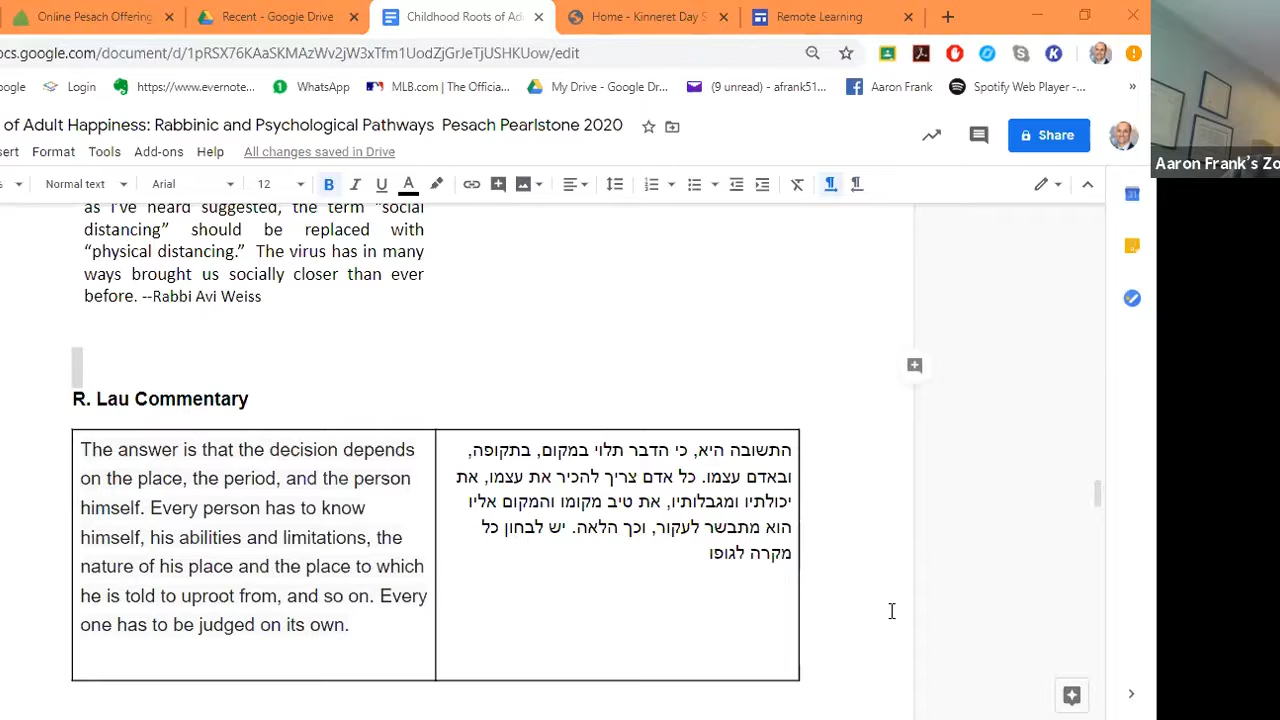 Online Pesach Offering
Recent - Google Drive
Childhood Roots of Ad
Home - Kinneret Day S
Remote Learning
ocs.google.com/document/d/1pRSX76KAaSKMAzWv2jW3xTfm1UodZjGrJeTjUSHKUow/edit
ogle
Login
http://www.evernote...
WhatsApp
MLB.com | The Officia...
My Drive - Google Dr...
(9 unread) - afrank51...
Aaron Frank
Spotify Web Player -...
»
of Adult Happiness: Rabbinic and Psychological Pathways Pesach Pearlstone 2020
Share
sert Format Tools Add-ons Help All changes saved in Drive
% Normal text Arial 12 B I U A
Aaron Frank's Zo
as I've heard suggested, the term "social
distancing" should be replaced with
"physical distancing." The virus has in many
ways brought us socially closer than ever
before. --Rabbi Avi Weiss
R. Lau Commentary
The answer is that the decision depends
on the place, the period, and the person
himself. Every person has to know
himself, his abilities and limitations, the
nature of his place and the place to which
he is told to uproot from, and so on. Every
one has to be judged on its own.
התשובה היא, כי הדבר תלוי במקום, בתקופה,
ובאדם עצמו. כל אדם צריך להכיר את עצמו, את
יכולתיו ומגבלותיו, את טיב מקומו והמקום אליו
הוא מתבשר לעקור, וכך הלאה. יש לבחון כל
מקרה לגופו